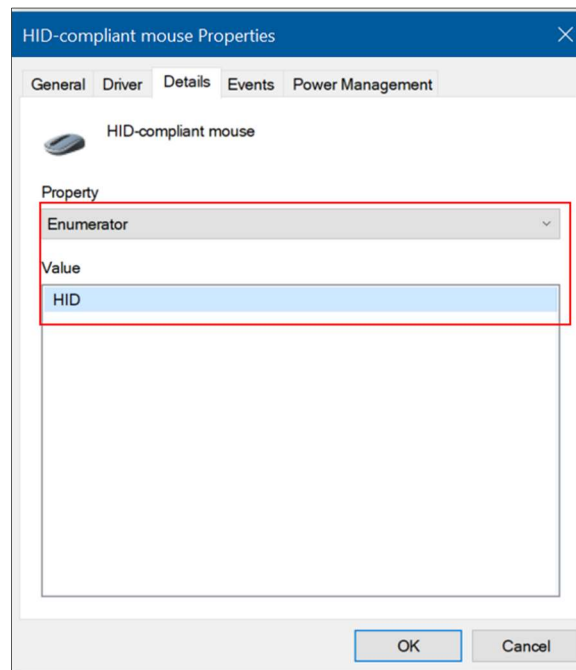 HID-compliant mouse Properties
General Driver Details Events Power Management
HID-compliant mouse
Property
Enumerator
Value
HID
OK Cancel